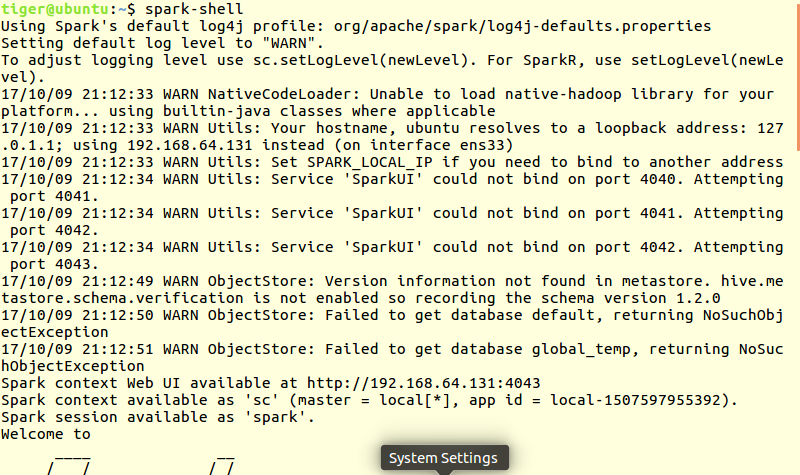 tiger@ubuntu:~$ spark-shell
Using Spark's default log4j profile: org/apache/spark/log4j-defaults.properties
Setting default log level to "WARN".
To adjust logging level use sc.setLogLevel(newLevel). For SparkR, use setLogLevel(newLe
vel).
17/10/09 21:12:33 WARN NativeCodeLoader: Unable to load native-hadoop library for your
platform... using builtin-java classes where applicable
17/10/09 21:12:33 WARN Utils: Your hostname, ubuntu resolves to a loopback address: 127
.0.1.1; using 192.168.64.131 instead (on interface ens33)
17/10/09 21:12:33 WARN Utils: Set SPARK_LOCAL_IP if you need to bind to another address
17/10/09 21:12:34 WARN Utils: Service 'SparkUI' could not bind on port 4040. Attempting
 port 4041.
17/10/09 21:12:34 WARN Utils: Service 'SparkUI' could not bind on port 4041. Attempting
 port 4042.
17/10/09 21:12:34 WARN Utils: Service 'SparkUI' could not bind on port 4042. Attempting
 port 4043.
17/10/09 21:12:49 WARN ObjectStore: Version information not found in metastore. hive.me
tastore.schema.verification is not enabled so recording the schema version 1.2.0
17/10/09 21:12:50 WARN ObjectStore: Failed to get database default, returning NoSuchObj
ectException
17/10/09 21:12:51 WARN ObjectStore: Failed to get database global_temp, returning NoSuc
hObjectException
Spark context Web UI available at http://192.168.64.131:4043
Spark context available as 'sc' (master = local[*], app id = local-1507597955392).
Spark session available as 'spark'.
Welcome to
System Settings